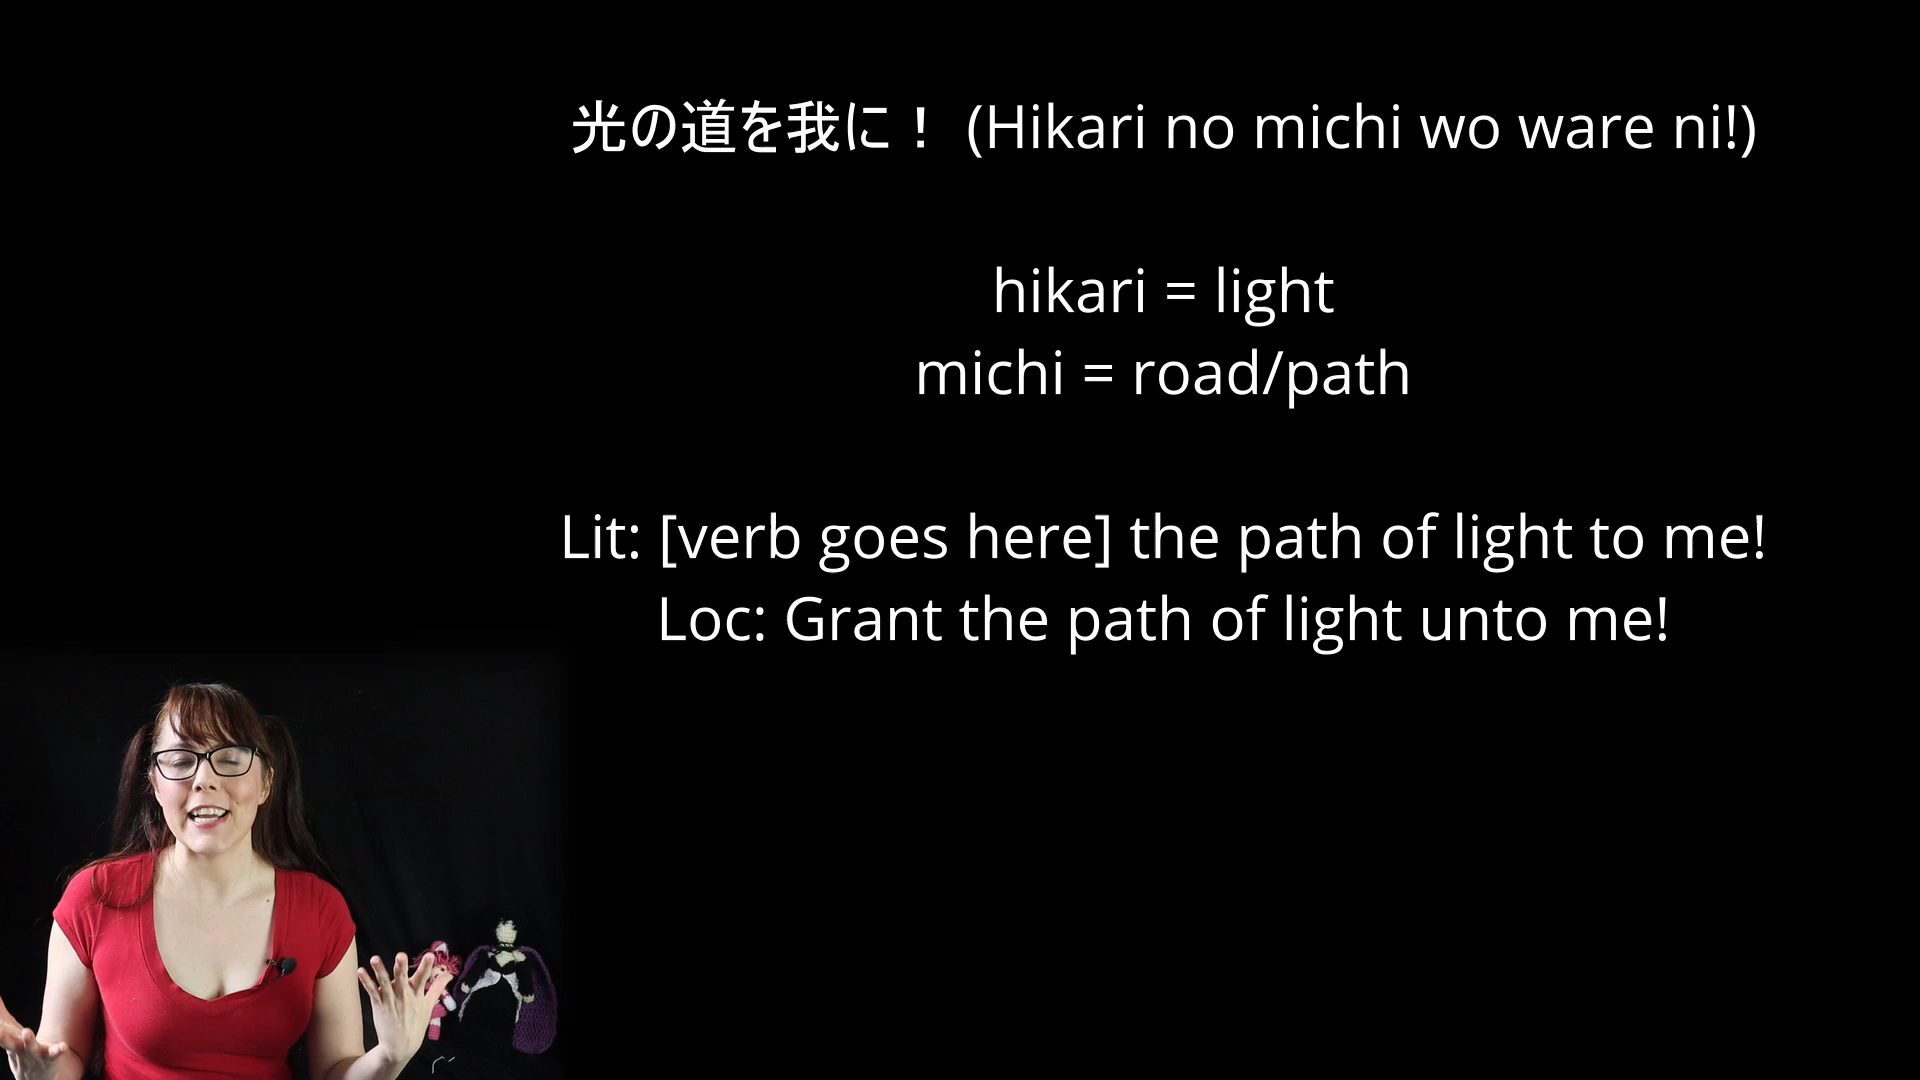 光の道を我に！ (Hikari no michi wo ware ni!)
hikari = light
michi = road/path
Lit: [verb goes here] the path of light to me!
Loc: Grant the path of light unto me!